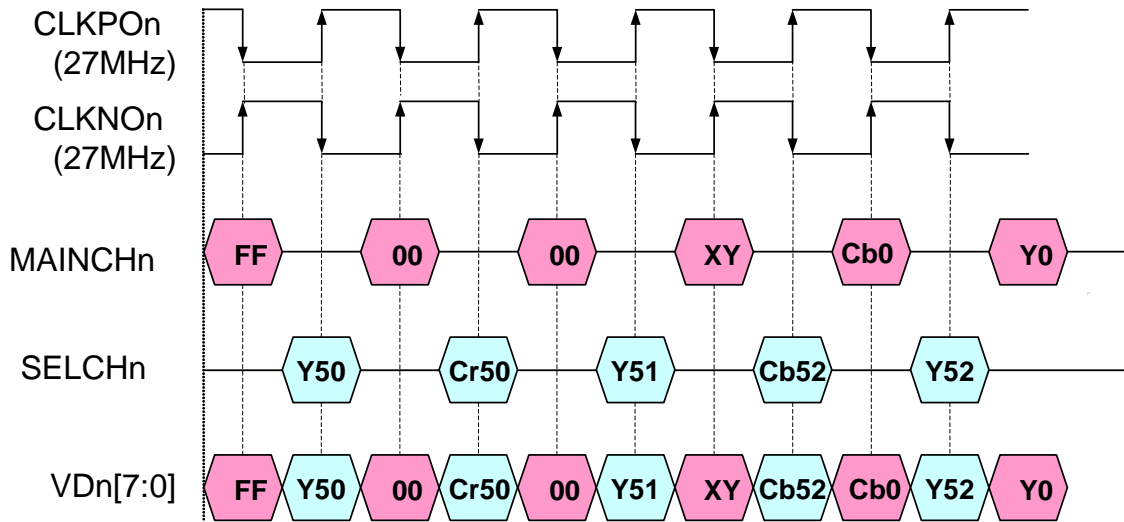 CLKPOn
(27MHz)
CLKNOn
(27MHz)
MAINCHn FF 00 00 XY Cb0 Y0
SELCHn Y50 Cr50 Y51 Cb52 Y52
VDn[7:0] FF Y50 00 Cr50 00 Y51 XY Cb52 Cb0 Y52 Y0